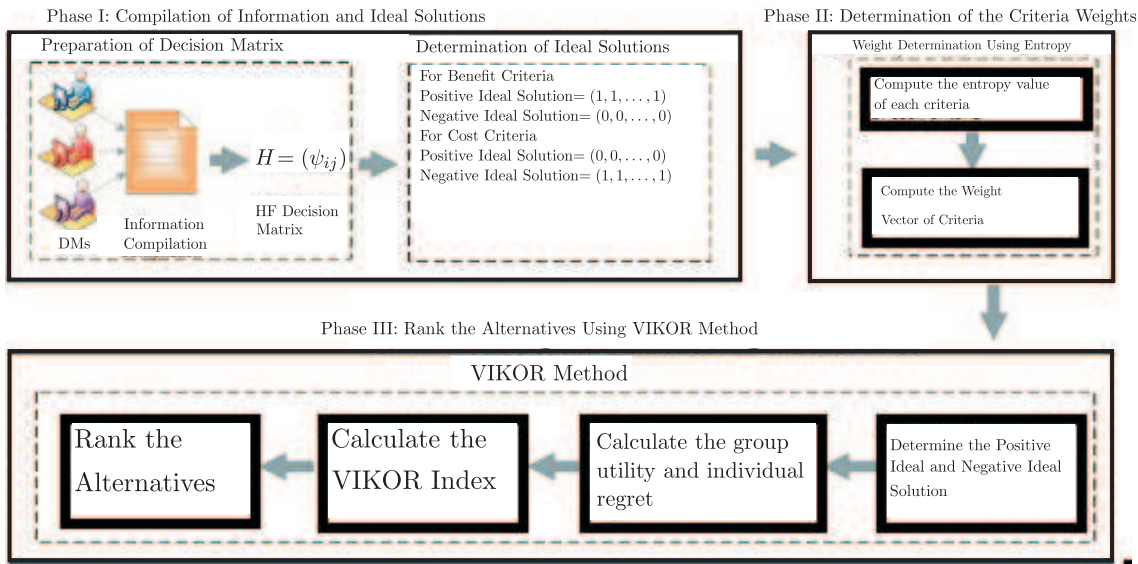 Phase I: Compilation of Information and Ideal Solutions
Preparation of Decision Matrix
DMs
Information
Compilation
H = (ψ_{ij})
HF Decision
Matrix
Determination of Ideal Solutions
For Benefit Criteria
Positive Ideal Solution= (1, 1, . . . , 1)
Negative Ideal Solution= (0, 0, . . . , 0)
For Cost Criteria
Positive Ideal Solution= (0, 0, . . . , 0)
Negative Ideal Solution= (1, 1, . . . , 1)
Phase II: Determination of the Criteria Weights
Weight Determination Using Entropy
Compute the entropy value
of each criteria
Compute the Weight
Vector of Criteria
Phase III: Rank the Alternatives Using VIKOR Method
VIKOR Method
Rank the
Alternatives
Calculate the
VIKOR Index
Calculate the group
utility and individual
regret
Determine the Positive
Ideal and Negative Ideal
Solution